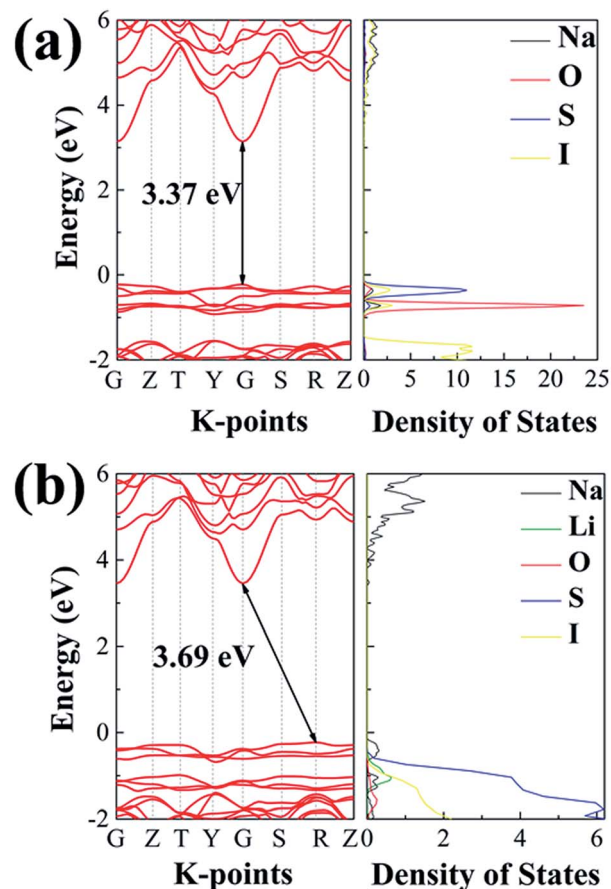 (a)
6
4
2
0
-2
Energy (eV)
3.37 eV
G Z T Y G S R Z
K-points
Na
O
S
I
0 5 10 15 20 25
Density of States
(b)
6
4
2
0
-2
Energy (eV)
3.69 eV
G Z T Y G S R Z
K-points
Na
Li
O
S
I
0 2 4 6
Density of States